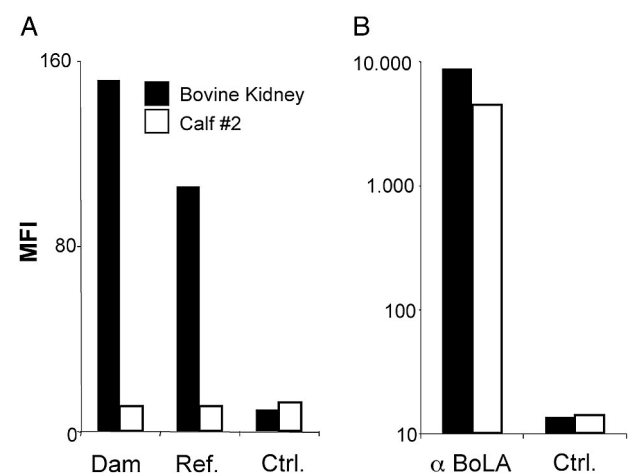 A
B
160
80
0
MFI
Bovine Kidney
Calf #2
Dam Ref. Ctrl.
10.000
1.000
100
10
α BoLA Ctrl.